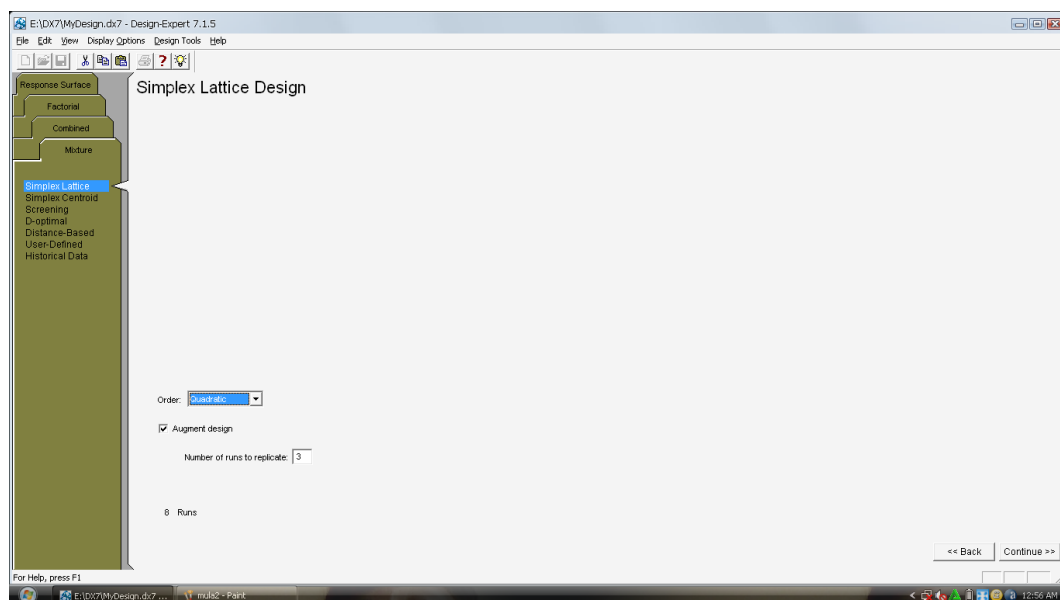 E:\DX7\MyDesign.dx7 - Design-Expert 7.1.5
File Edit View Display Options Design Tools Help
Response Surface
Factorial
Combined
Mixture
Simplex Lattice
Simplex Centroid
Screening
D-optimal
Distance-Based
User-Defined
Historical Data
Simplex Lattice Design
Order: Quadratic
Augment design
Number of runs to replicate: 3
8 Runs
<< Back Continue >>
For Help, press F1
E:\DX7\MyDesign.dx7 ... mula2 - Paint 12:56 AM